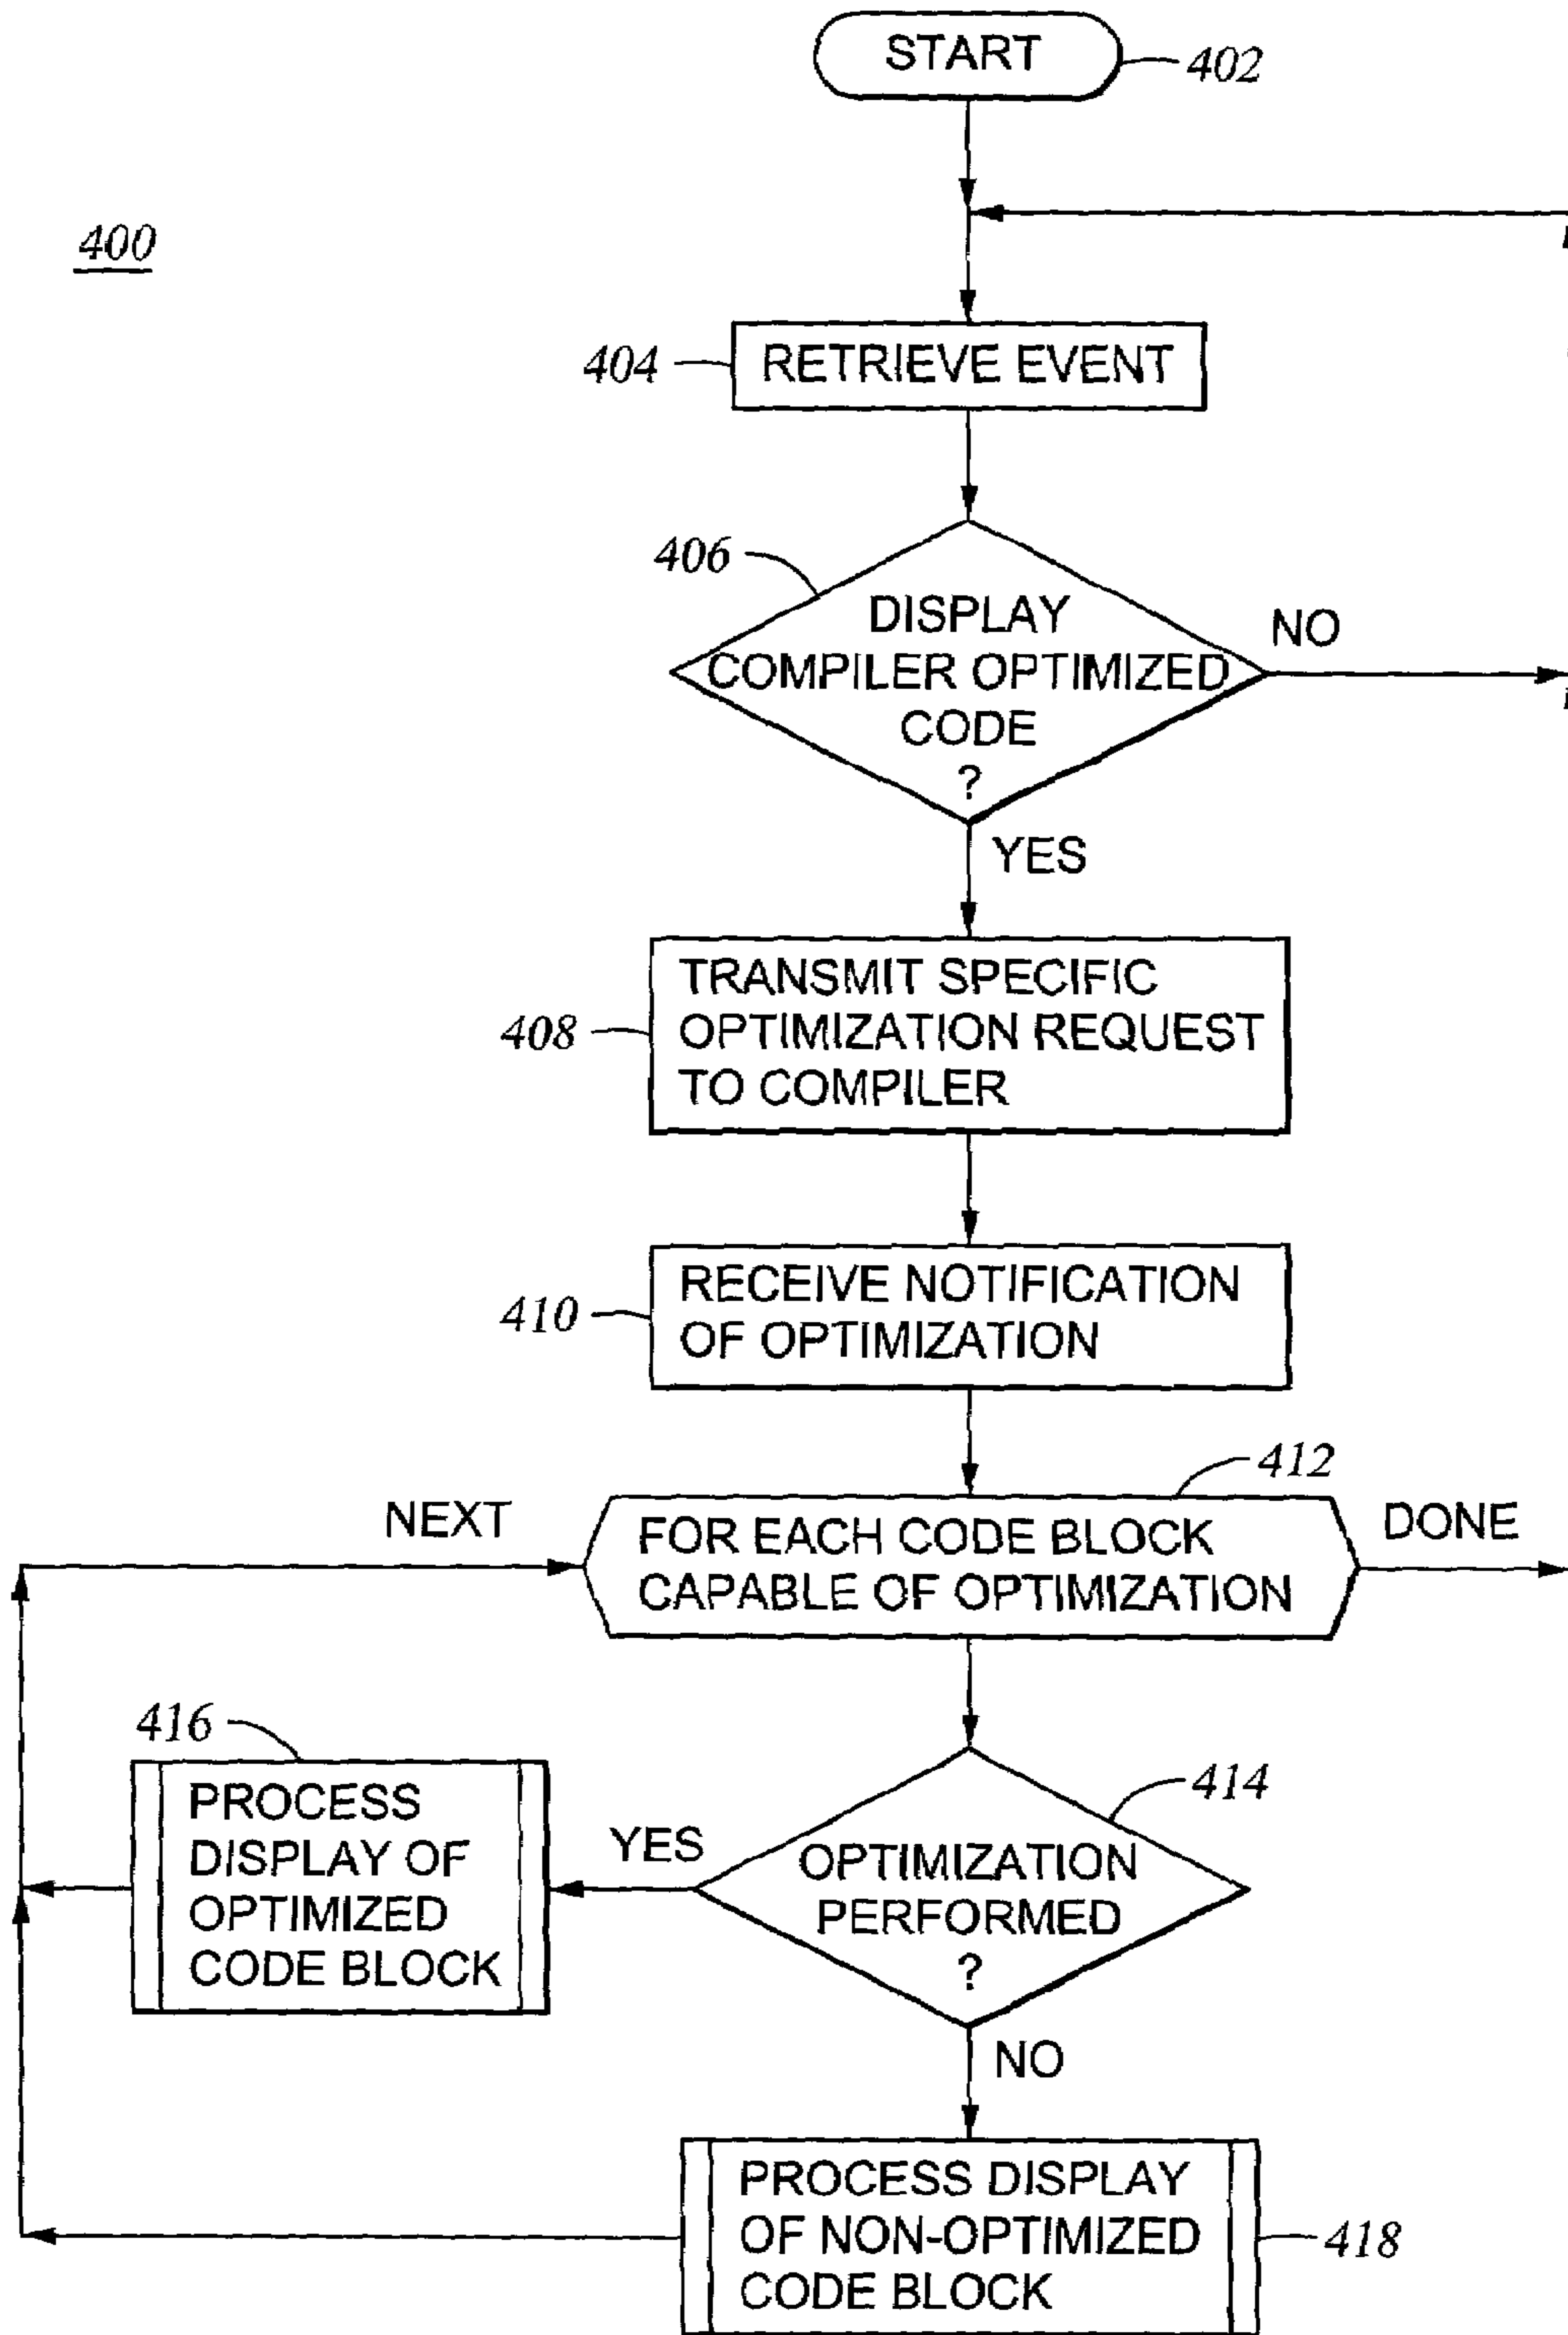 START
402
400
404
RETRIEVE EVENT
406
DISPLAY
COMPILER OPTIMIZED
CODE
?
NO
YES
408
TRANSMIT SPECIFIC
OPTIMIZATION REQUEST
TO COMPILER
410
RECEIVE NOTIFICATION
OF OPTIMIZATION
412
NEXT
FOR EACH CODE BLOCK
CAPABLE OF OPTIMIZATION
DONE
416
PROCESS
DISPLAY OF
OPTIMIZED
CODE BLOCK
YES
414
OPTIMIZATION
PERFORMED
?
NO
PROCESS DISPLAY
OF NON-OPTIMIZED
CODE BLOCK
418